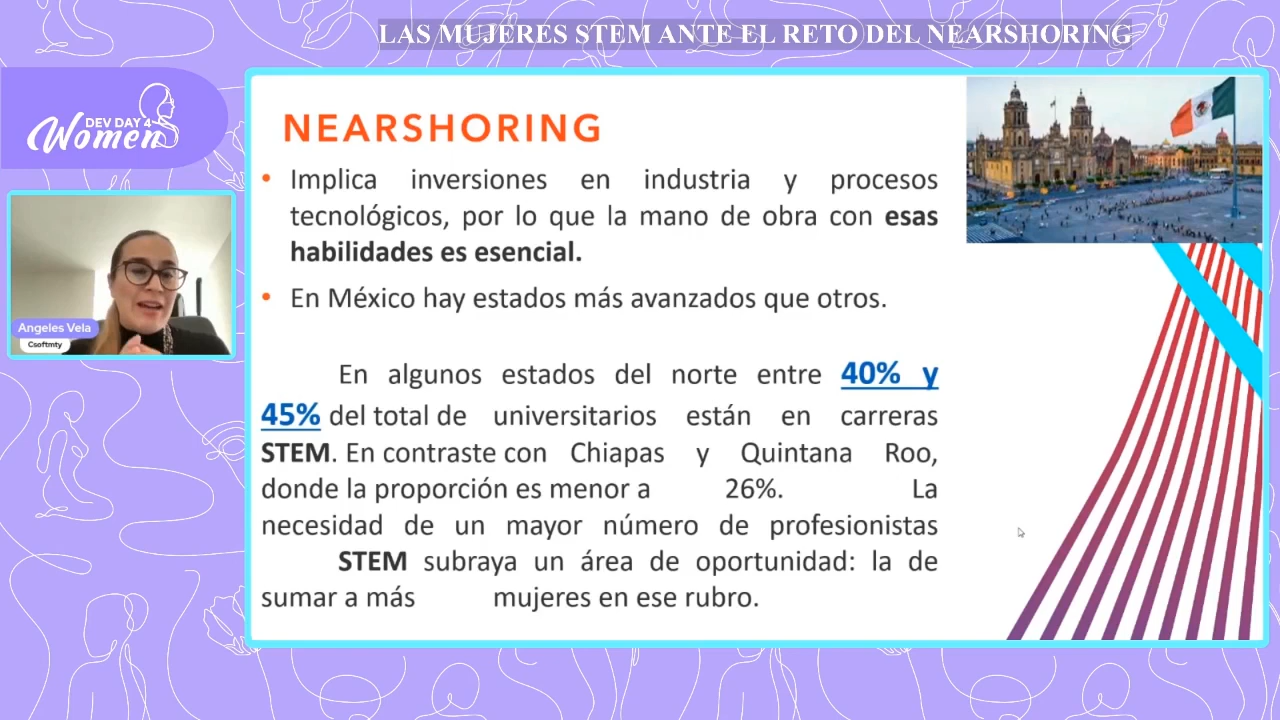 LAS MUJERES STEM ANTE EL RETO DEL NEARSHORING
DEV DAY 4
Women
Angeles Vela
Csoftmty
NEARSHORING
• Implica inversiones en industria y procesos
tecnológicos, por lo que la mano de obra con esas
habilidades es esencial.
• En México hay estados más avanzados que otros.
En algunos estados del norte entre 40% y
45% del total de universitarios están en carreras
STEM. En contraste con Chiapas y Quintana Roo,
donde la proporción es menor a 26%. La
necesidad de un mayor número de profesionistas
STEM subraya un área de oportunidad: la de
sumar a más mujeres en ese rubro.